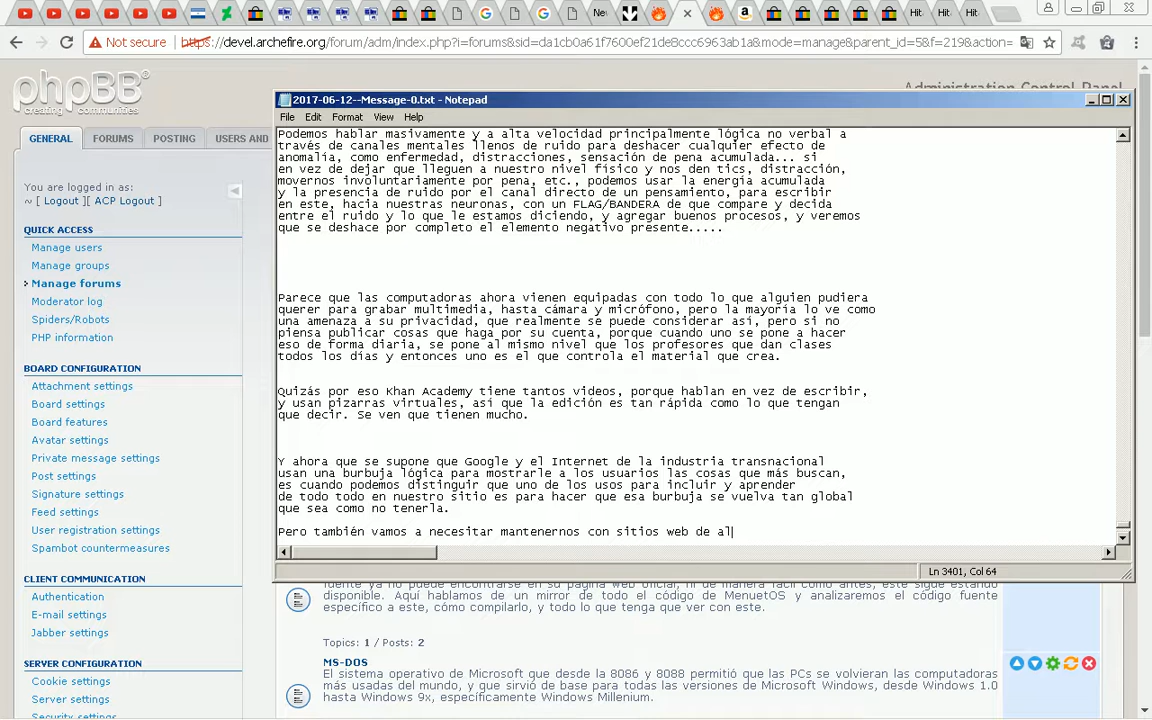 New
Hit
Hit
Hit
Not secure
https://devel.archefire.org/forum/adm/index.php?i=forums&sid=da1cb0a61f7600ef21de8ccc6963ab1a&mode=manage&parent_id=5&f=219&action=
phpBB
creating communities
Administration Control Panel
GENERAL FORUMS POSTING USERS AND
You are logged in as:
~ [ Logout ][ ACP Logout ]
QUICK ACCESS
Manage users
Manage groups
Manage forums
Moderator log
Spiders/Robots
PHP information
BOARD CONFIGURATION
Attachment settings
Board settings
Board features
Avatar settings
Private message settings
Post settings
Signature settings
Feed settings
User registration settings
Spambot countermeasures
CLIENT COMMUNICATION
Authentication
E-mail settings
Jabber settings
SERVER CONFIGURATION
Cookie settings
Server settings
Security settings
2017-06-12--Message-0.txt - Notepad
File Edit Format View Help
Podemos hablar masivamente y a alta velocidad principalmente lógica no verbal a
través de canales mentales llenos de ruido para deshacer cualquier efecto de
anomalía, como enfermedad, distracciones, sensación de pena acumulada... si
en vez de dejar que lleguen a nuestro nivel físico y nos den tics, distracción,
movernos involuntariamente por pena, etc., podemos usar la energía acumulada
y la presencia de ruido por el canal directo de un pensamiento, para escribir
en este, hacia nuestras neuronas, con un FLAG/BANDERA de que compare y decida
entre el ruido y lo que le estamos diciendo, y agregar buenos procesos, y veremos
que se deshace por completo el elemento negativo presente.....
Parece que las computadoras ahora vienen equipadas con todo lo que alguien pudiera
querer para grabar multimedia, hasta cámara y micrófono, pero la mayoría lo ve como
una amenaza a su privacidad, que realmente se puede considerar así, pero si no
piensa publicar cosas que haga por su cuenta, porque cuando uno se pone a hacer
eso de forma diaria, se pone al mismo nivel que los profesores que dan clases
todos los días y entonces uno es el que controla el material que crea.
Quizás por eso Khan Academy tiene tantos videos, porque hablan en vez de escribir,
y usan pizarras virtuales, así que la edición es tan rápida como lo que tengan
que decir. Se ven que tienen mucho.
Y ahora que se supone que Google y el Internet de la industria transnacional
usan una burbuja lógica para mostrarle a los usuarios las cosas que más buscan,
es cuando podemos distinguir que uno de los usos para incluir y aprender
de todo todo en nuestro sitio es para hacer que esa burbuja se vuelva tan global
que sea como no tenerla.
Pero también vamos a necesitar mantenernos con sitios web de al
Ln 3401, Col 64
fuente ya no puede encontrarse en su página web oficial, ni de manera fácil como antes, este sigue estando
disponible. Aquí hablamos de un mirror de todo el código de MenuetOS y analizaremos el código fuente
específico a este, cómo compilarlo, y todo lo que tenga que ver con este.
Topics: 1 / Posts: 2
MS-DOS
El sistema operativo de Microsoft que desde la 8086 y 8088 permitió que las PCs se volvieran las computadoras
más usadas del mundo, y que sirvió de base para todas las versiones de Microsoft Windows, desde Windows 1.0
hasta Windows 9x, específicamente Windows Millenium.